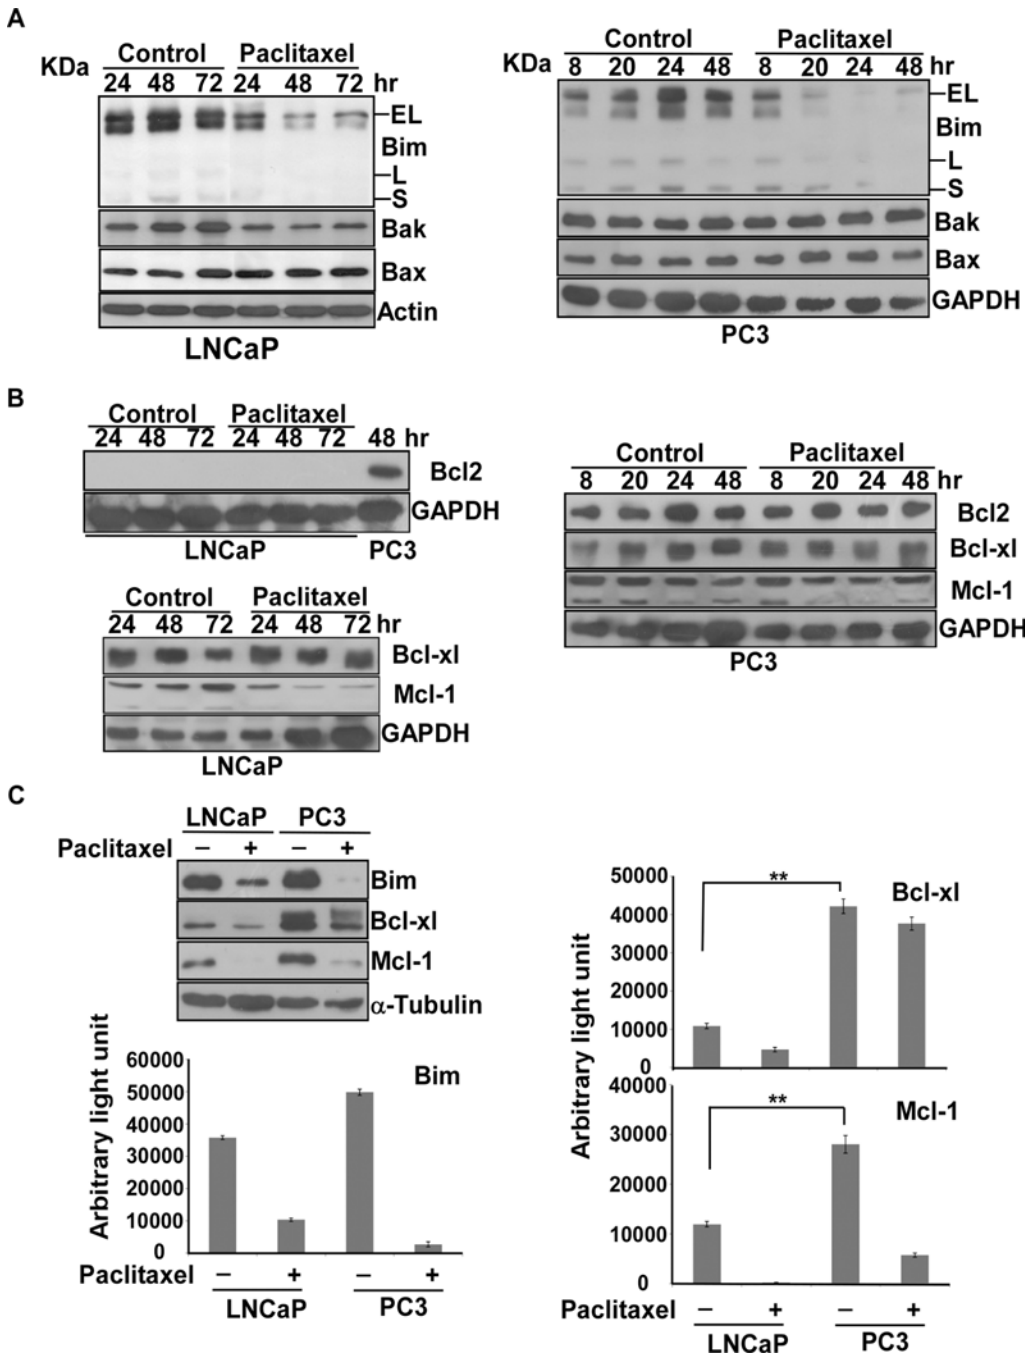 A
Control Paclitaxel
KDa 24 48 72 24 48 72 hr
EL
Bim
L
S
Bak
Bax
Actin
LNCaP
Control Paclitaxel
KDa 8 20 24 48 8 20 24 48 hr
EL
Bim
L
S
Bak
Bax
GAPDH
PC3
B
Control Paclitaxel
24 48 72 24 48 72 48 hr
Bcl2
GAPDH
LNCaP PC3
Control Paclitaxel
24 48 72 24 48 72 hr
Bcl-xl
Mcl-1
GAPDH
LNCaP
Control Paclitaxel
8 20 24 48 8 20 24 48 hr
Bcl2
Bcl-xl
Mcl-1
GAPDH
PC3
C
LNCaP PC3
Paclitaxel – + – +
Bim
Bcl-xl
Mcl-1
α-Tubulin
Arbitrary light unit
60000
50000
40000
30000
20000
10000
0
Bim
Paclitaxel – + – +
LNCaP PC3
Arbitrary light unit
50000
40000
30000
20000
10000
0
**
Bcl-xl
40000
30000
20000
10000
0
**
Mcl-1
Paclitaxel – + – +
LNCaP PC3